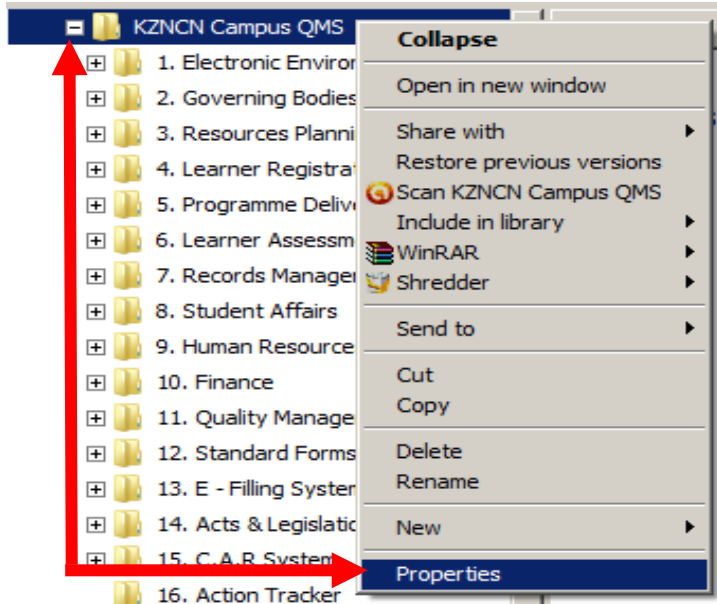 KZNCN Campus QMS
1. Electronic Enviror
2. Governing Bodies
3. Resources Planni
4. Learner Registra
5. Programme Delive
6. Learner Assessm
7. Records Manager
8. Student Affairs
9. Human Resource
10. Finance
11. Quality Manage
12. Standard Forms
13. E - Filling System
14. Acts & Legislatio
15. C.A.R System
16. Action Tracker
Collapse
Open in new window
Share with
Restore previous versions
Scan KZNCN Campus QMS
Include in library
WinRAR
Shredder
Send to
Cut
Copy
Delete
Rename
New
Properties